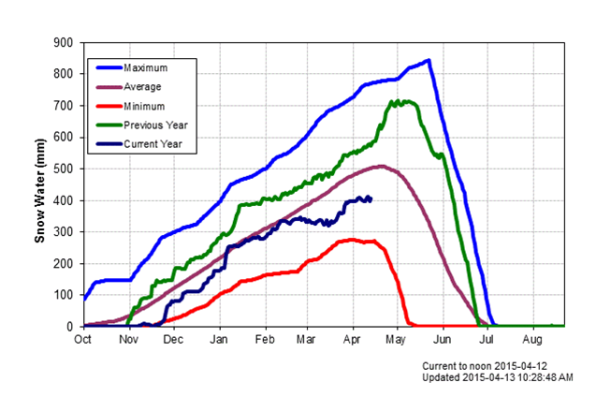 900
800
700
600
500
400
300
200
100
0
Snow Water (mm)
Maximum
Average
Minimum
Previous Year
Current Year
Oct Nov Dec Jan Feb Mar Apr May Jun Jul Aug
Current to noon 2015-04-12
Updated 2015-04-13 10:28:48 AM